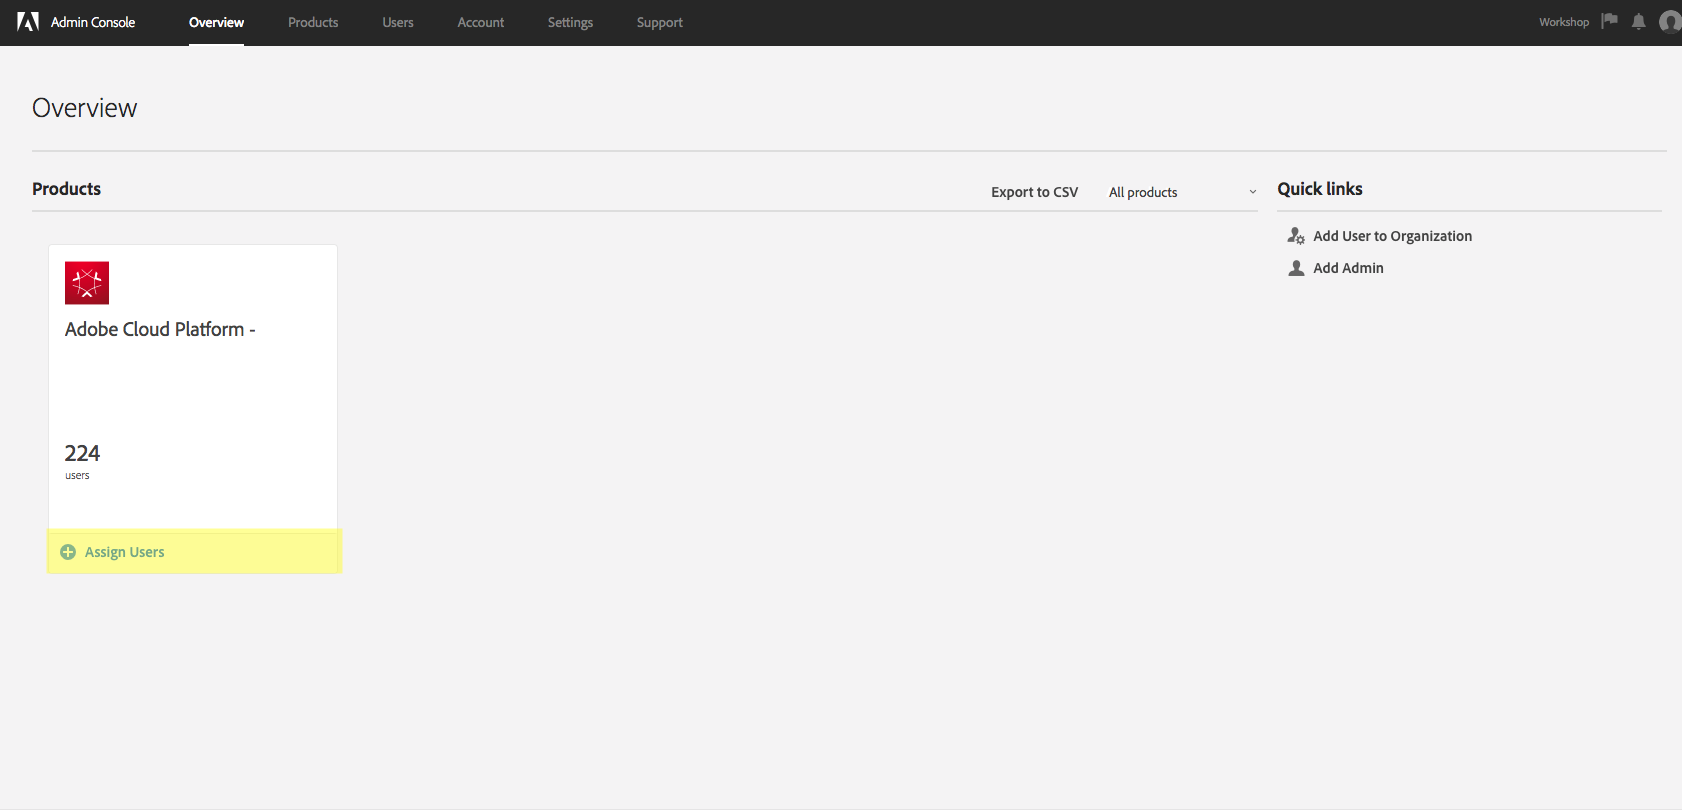 Admin Console Overview Products Users Account Settings Support Workshop
Overview
Products Export to CSV All products Quick links
Add User to Organization
Add Admin
Adobe Cloud Platform -
224
users
Assign Users